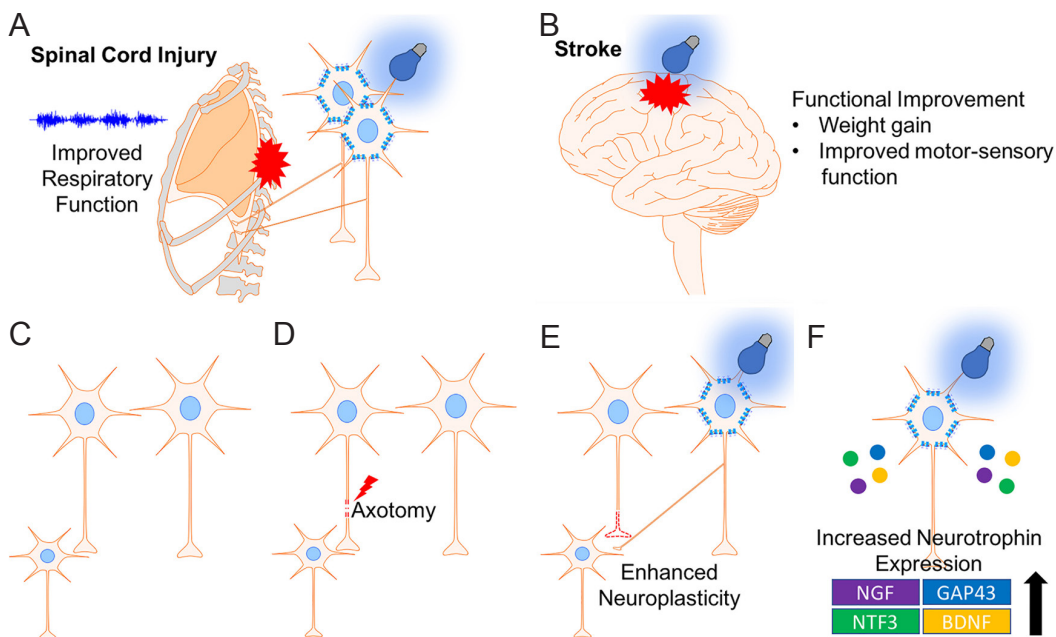 A
Spinal Cord Injury
Improved
Respiratory
Function
B
Stroke
Functional Improvement
• Weight gain
• Improved motor-sensory
function
C
D
Axotomy
E
Enhanced
Neuroplasticity
F
Increased Neurotrophin
Expression
NGF GAP43
NTF3 BDNF